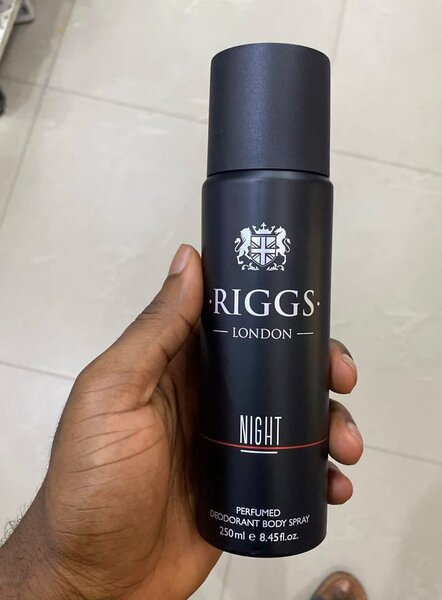 ·RIGGS·
— LONDON —
NIGHT
PERFUMED
DEODORANT BODY SPRAY
250ml e 8.45fl.oz.